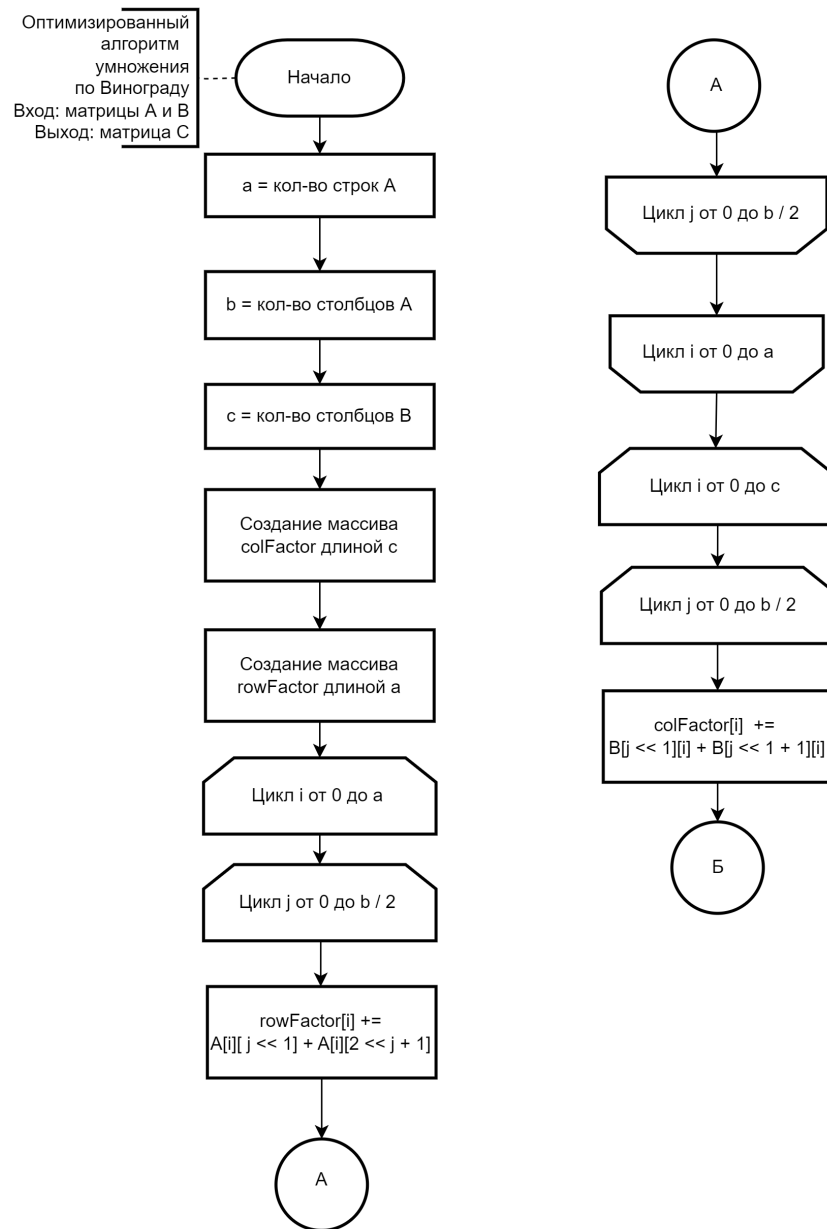 Оптимизированный
алгоритм
умножения
по Винограду
Вход: матрицы А и В
Выход: матрица С
Начало
a = кол-во строк A
b = кол-во столбцов A
c = кол-во столбцов B
Создание массива
colFactor длиной c
Создание массива
rowFactor длиной a
Цикл i от 0 до a
Цикл j от 0 до b / 2
rowFactor[i] +=
A[i][ j << 1] + A[i][2 << j + 1]
А
А
Цикл j от 0 до b / 2
Цикл i от 0 до a
Цикл i от 0 до c
Цикл j от 0 до b / 2
colFactor[i] +=
B[j << 1][i] + B[j << 1 + 1][i]
Б